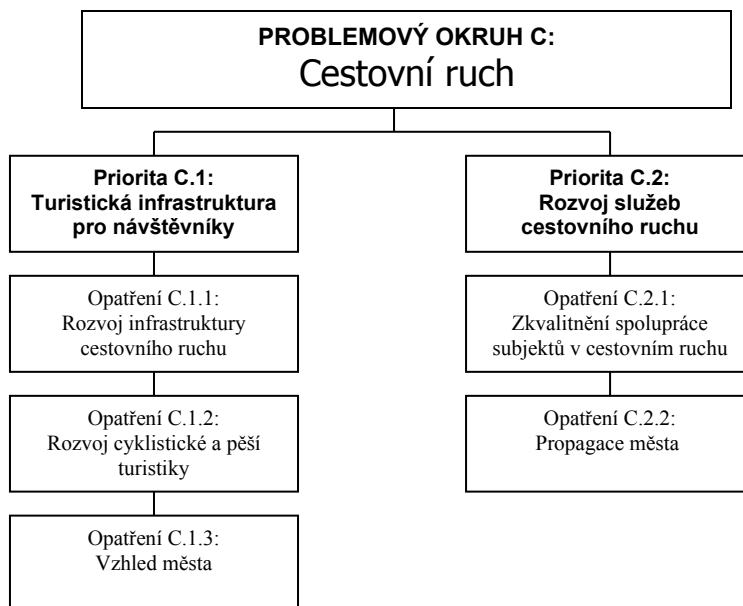 PROBLEMOVÝ OKRUH C:
Cestovní ruch
Priorita C.1:
Turistická infrastruktura
pro návštěvníky
Opatření C.1.1:
Rozvoj infrastruktury
cestovního ruchu
Opatření C.1.2:
Rozvoj cyklistické a pěší
turistiky
Opatření C.1.3:
Vzhled města
Priorita C.2:
Rozvoj služeb
cestovního ruchu
Opatření C.2.1:
Zkvalitnění spolupráce
subjektů v cestovním ruchu
Opatření C.2.2:
Propagace města